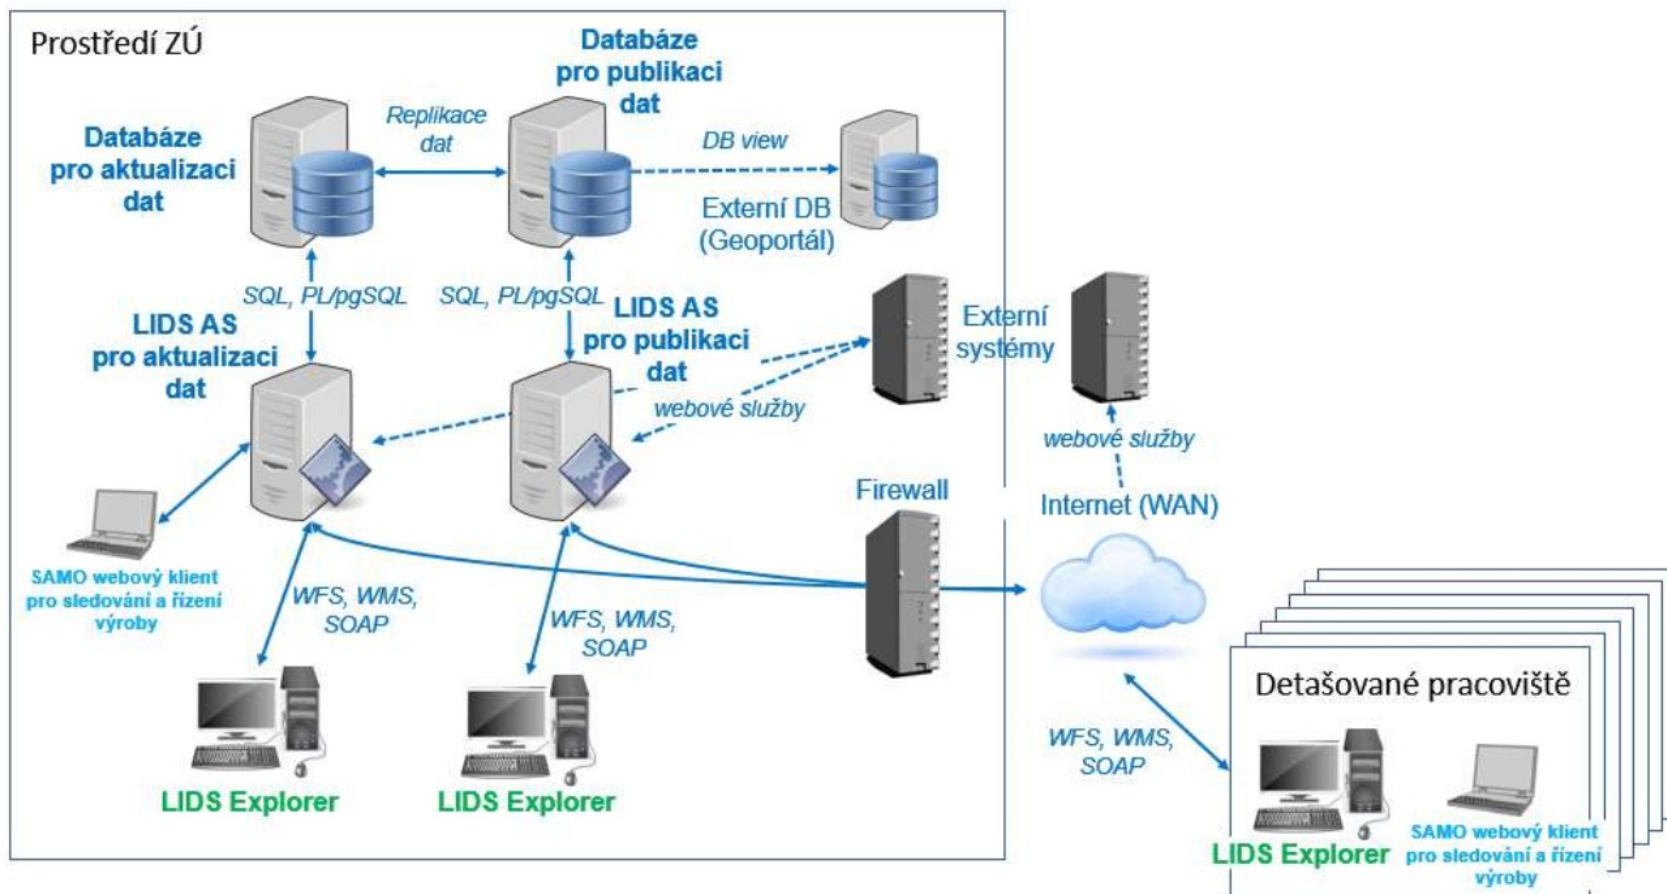 Prostředí ZÚ
Databáze
pro publikaci
dat
Replikace
dat
Databáze
pro aktualizaci
dat
DB view
Externí DB
(Geoportál)
SQL, PL/pgSQL
SQL, PL/pgSQL
LIDS AS
pro aktualizaci
dat
LIDS AS
pro publikaci
dat
Externí
systémy
webové služby
webové služby
Firewall
Internet (WAN)
SAMO webový klient
pro sledování a řízení
výroby
WFS, WMS,
SOAP
WFS, WMS,
SOAP
LIDS Explorer
LIDS Explorer
Detašované pracoviště
WFS, WMS,
SOAP
LIDS Explorer
SAMO webový klient
pro sledování a řízení
výroby